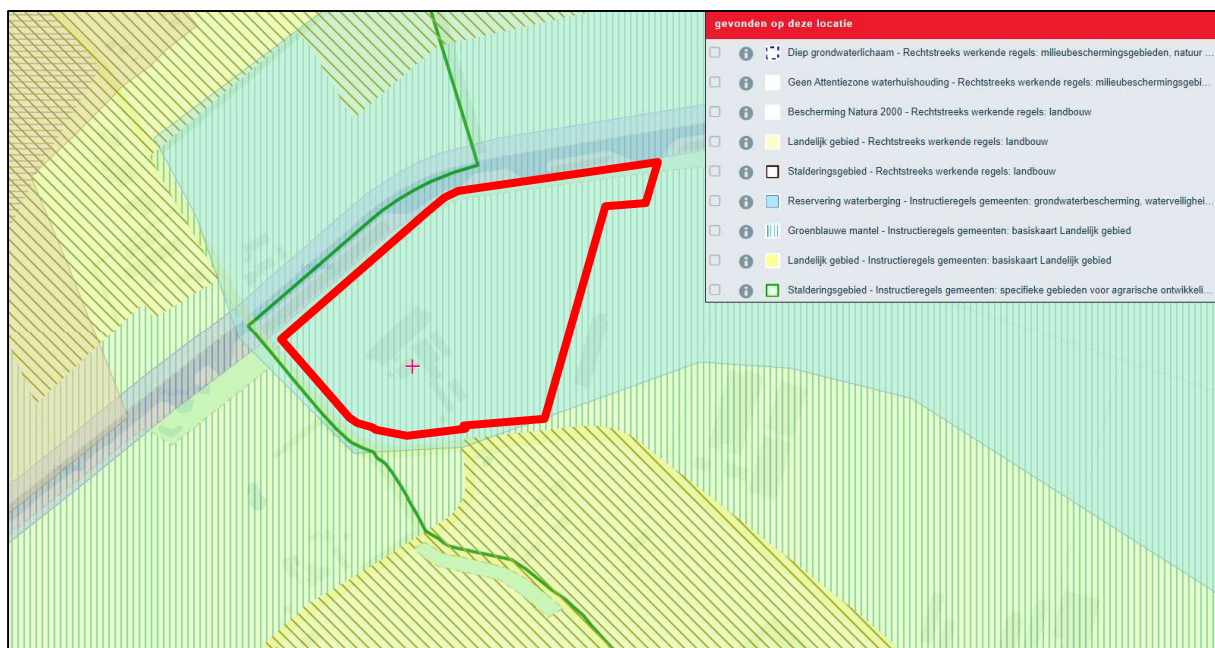 gevonden op deze locatie
Diep grondwaterlichaam - Rechtstreeks werkende regels: milieubeschermingsgebieden, natuur ...
Geen Attentiezone waterhuishouding - Rechtstreeks werkende regels: milieubeschermingsgebi...
Bescherming Natura 2000 - Rechtstreeks werkende regels: landbouw
Landelijk gebied - Rechtstreeks werkende regels: landbouw
Stalderingsgebied - Rechtstreeks werkende regels: landbouw
Reservering waterberging - Instructieregels gemeenten: grondwaterbescherming, waterveilighei...
Groenblauwe mantel - Instructieregels gemeenten: basiskaart Landelijk gebied
Landelijk gebied - Instructieregels gemeenten: basiskaart Landelijk gebied
Stalderingsgebied - Instructieregels gemeenten: specifieke gebieden voor agrarische ontwikkeli...